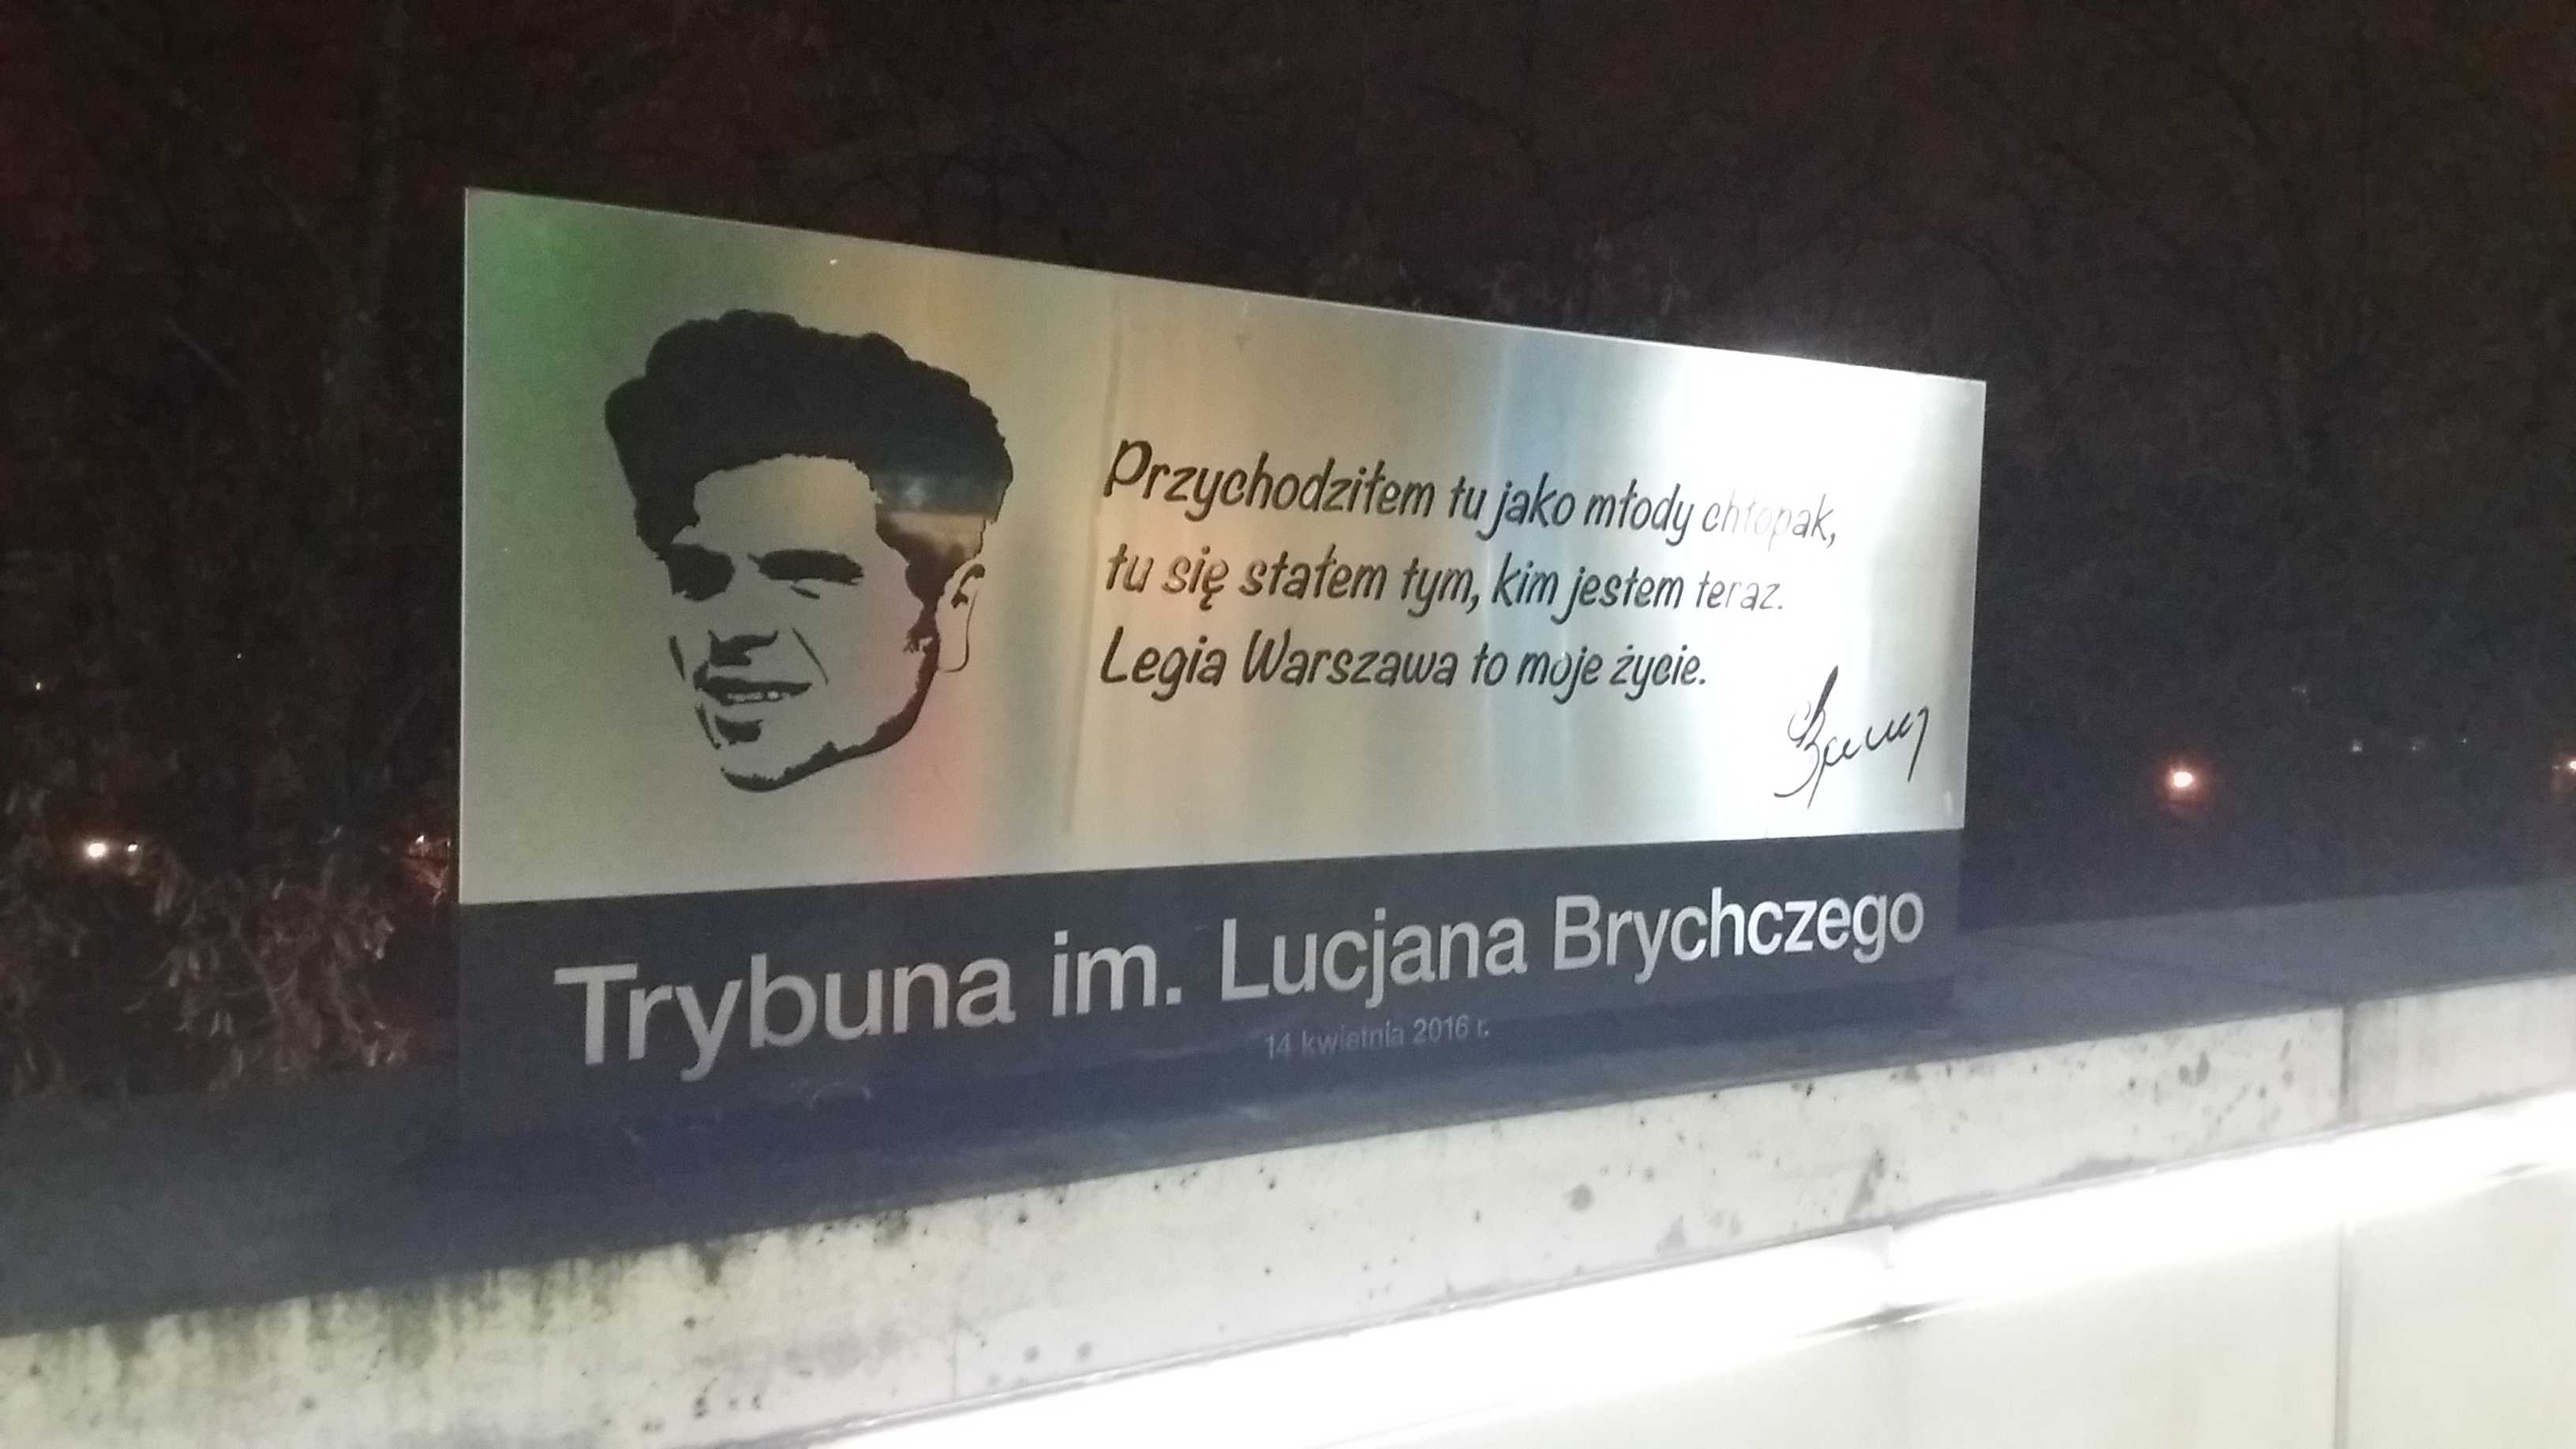 Przychodziłem tu jako młody chłopak,
tu się stałem tym, kim jestem teraz.
Legia Warszawa to moje życie.
Trybuna im. Lucjana Brychczego
14 kwietnia 2016 r.